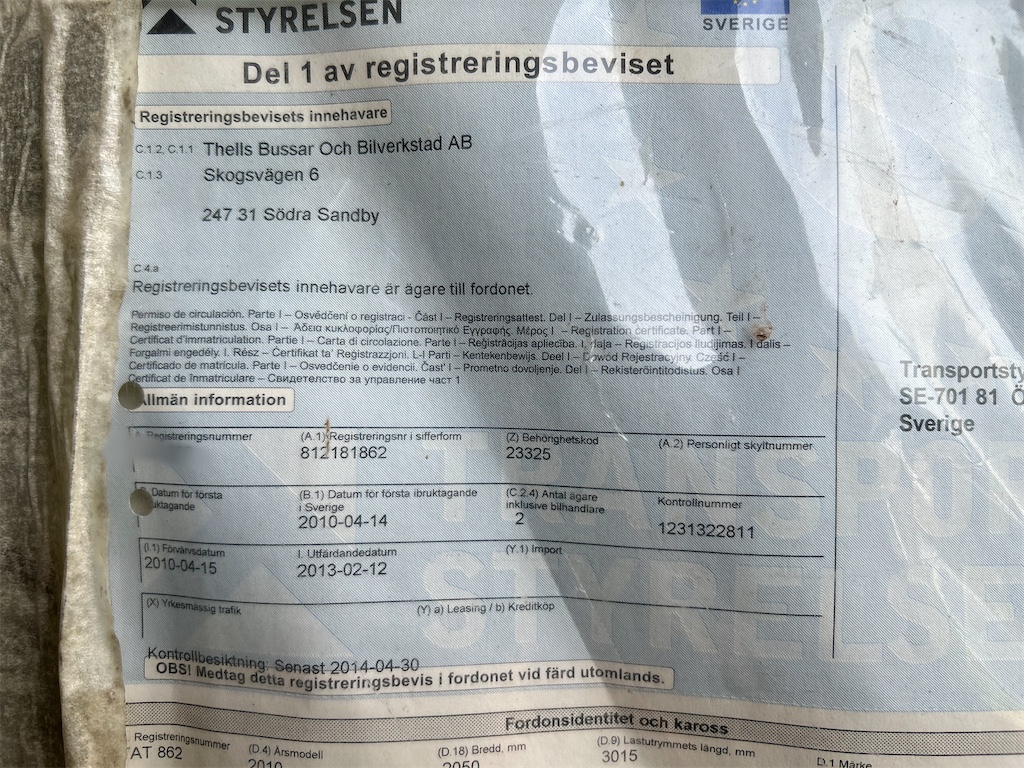 STYRELSEN
SVERIGE
Del 1 av registreringsbeviset
Registreringsbevisets innehavare
C.1.2, C.1.1 Thells Bussar Och Bilverkstad AB
C.1.3 Skogsvägen 6
247 31 Södra Sandby
C.4.a
Registreringsbevisets innehavare är ägare till fordonet.
Permiso de circulación. Parte I – Osvědčení o registraci - Část I – Registreringsattest. Del I – Zulassungsbescheinigung. Teil I –
Registreerimistunnistus. Osa I – Άδεια κυκλοφορίας/Πιστοποιητικό Εγγραφής. Μέρος I – Registration certificate. Part I –
Certificat d'immatriculation. Partie I – Carta di circolazione. Parte I – Reģistrācijas apliecība. I. daļa – Registracijos liudijimas. I dalis –
Forgalmi engedély. I. Rész – Ċertifikat ta' Reġistrazzjoni. L-I Parti - Kentekenbewijs. Deel I – Dowód Rejestracyjny. Część I –
Certificado de matrícula. Parte I – Osvedčenie o evidencii. Časť I – Prometno dovoljenje. Del I – Rekisteröintitodistus. Osa I
Certificat de înmatriculare – Свидетелство за управление част 1
Allmän information
Transportsty
SE-701 81 Ö
Sverige
A Registreringsnummer (A.1) Registreringsnr i sifferform (Z) Behörighetskod (A.2) Personligt skyltnummer
812181862 23325
Datum för första (B.1) Datum för första ibruktagande (C.2.4) Antal ägare Kontrollnummer
uktagande i Sverige inklusive bilhandlare
2010-04-14 2 1231322811
(I.1) Förvärvsdatum I. Utfärdandedatum (Y.1) Import
2010-04-15 2013-02-12
(X) Yrkesmässig trafik (Y) a) Leasing / b) Kreditköp
Kontrollbesiktning: Senast 2014-04-30
OBS! Medtag detta registreringsbevis i fordonet vid färd utomlands.
TRANSPOR
STYRELSE
Fordonsidentitet och kaross
Registreringsnummer (D.4) Årsmodell (D.18) Bredd, mm (D.9) Lastutrymmets längd, mm D.1 Märke
AT 862 2010 2050 3015